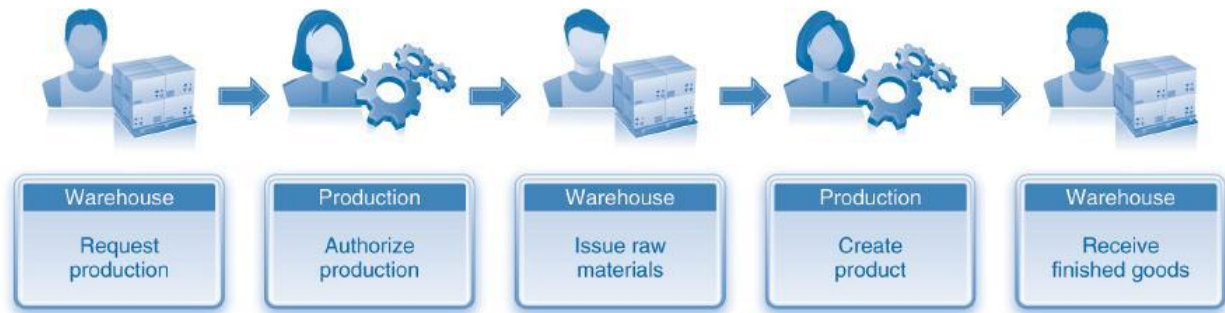 Warehouse
Request
production
Production
Authorize
production
Warehouse
Issue raw
materials
Production
Create
product
Warehouse
Receive
finished goods